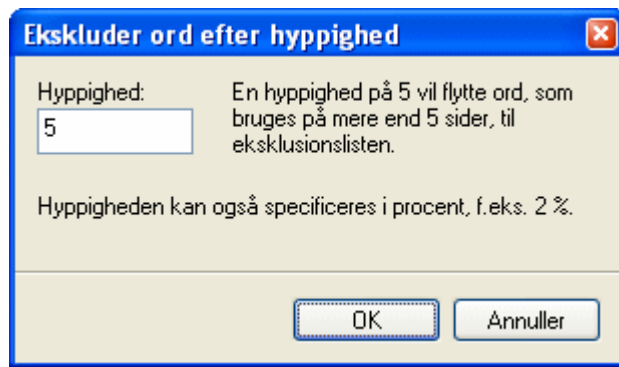 Ekskluder ord efter hyppighed
Hyppighed:
5
En hyppighed på 5 vil flytte ord, som
bruges på mere end 5 sider, til
eksklusionslisten.
Hyppigheden kan også specificeres i procent, f.eks. 2 %.
OK
Annuller